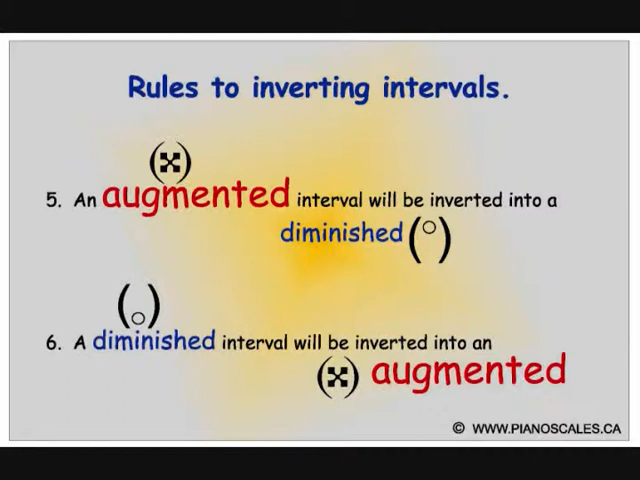 Rules to inverting intervals.
(𝄪)
5. An augmented interval will be inverted into a
diminished (°)
(°)
6. A diminished interval will be inverted into an
(𝄪) augmented
© WWW.PIANOSCALES.CA